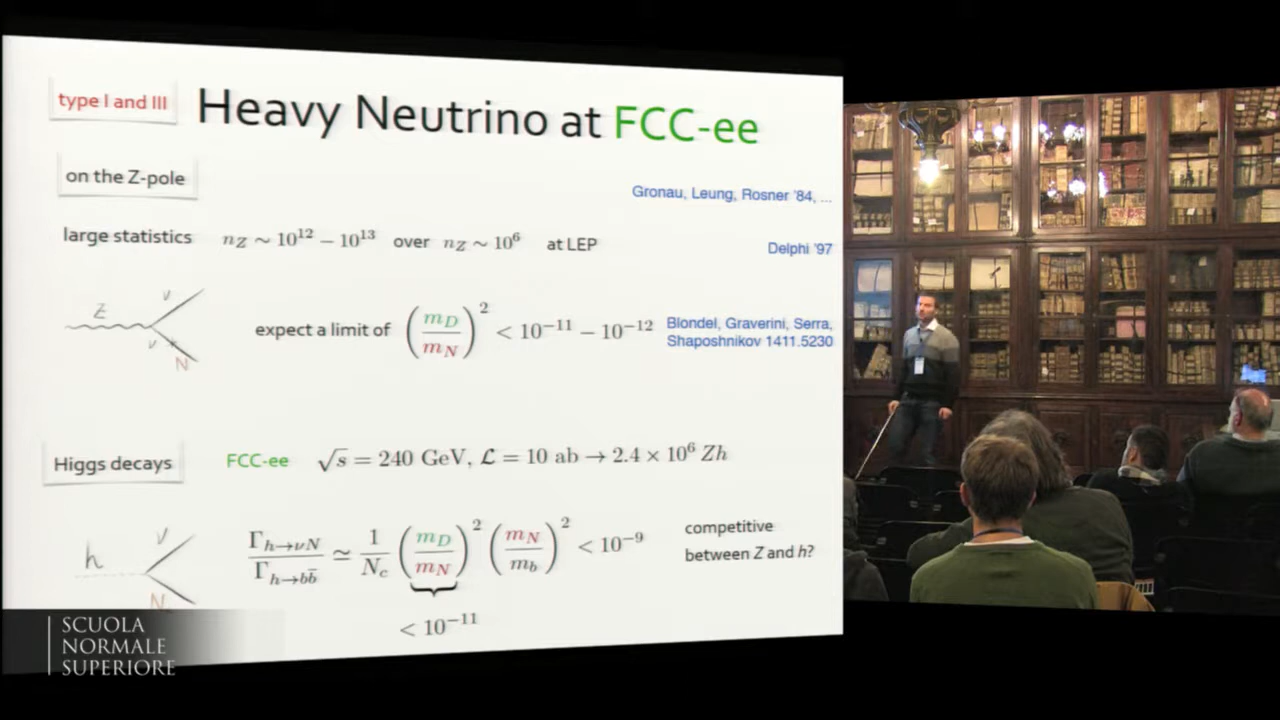 type I and III
Heavy Neutrino at FCC-ee
on the Z-pole
Gronau, Leung, Rosner '84, ...
large statistics n_Z ∼ 10^{12} − 10^{13} over n_Z ∼ 10^6 at LEP
Delphi '97
Z ν ν N
expect a limit of (m_D / m_N)^2 < 10^{−11} − 10^{−12}
Blondel, Graverini, Serra,
Shaposhnikov 1411.5230
Higgs decays
FCC-ee √s = 240 GeV, L = 10 ab → 2.4 × 10^6 Zh
h ν N
Γ_{h→νN} / Γ_{h→bb̄} ≃ 1/N_c (m_D / m_N)^2 (m_N / m_b)^2 < 10^{−9}
competitive
between Z and h?
< 10^{−11}
SCUOLA
NORMALE
SUPERIORE